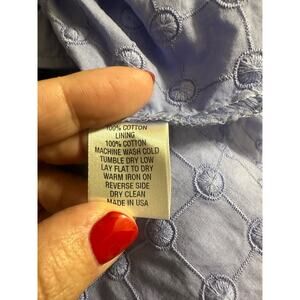 100% COTTON
LINING
100% COTTON
MACHINE WASH COLD
TUMBLE DRY LOW
LAY FLAT TO DRY
WARM IRON ON
REVERSE SIDE
DRY CLEAN
MADE IN USA